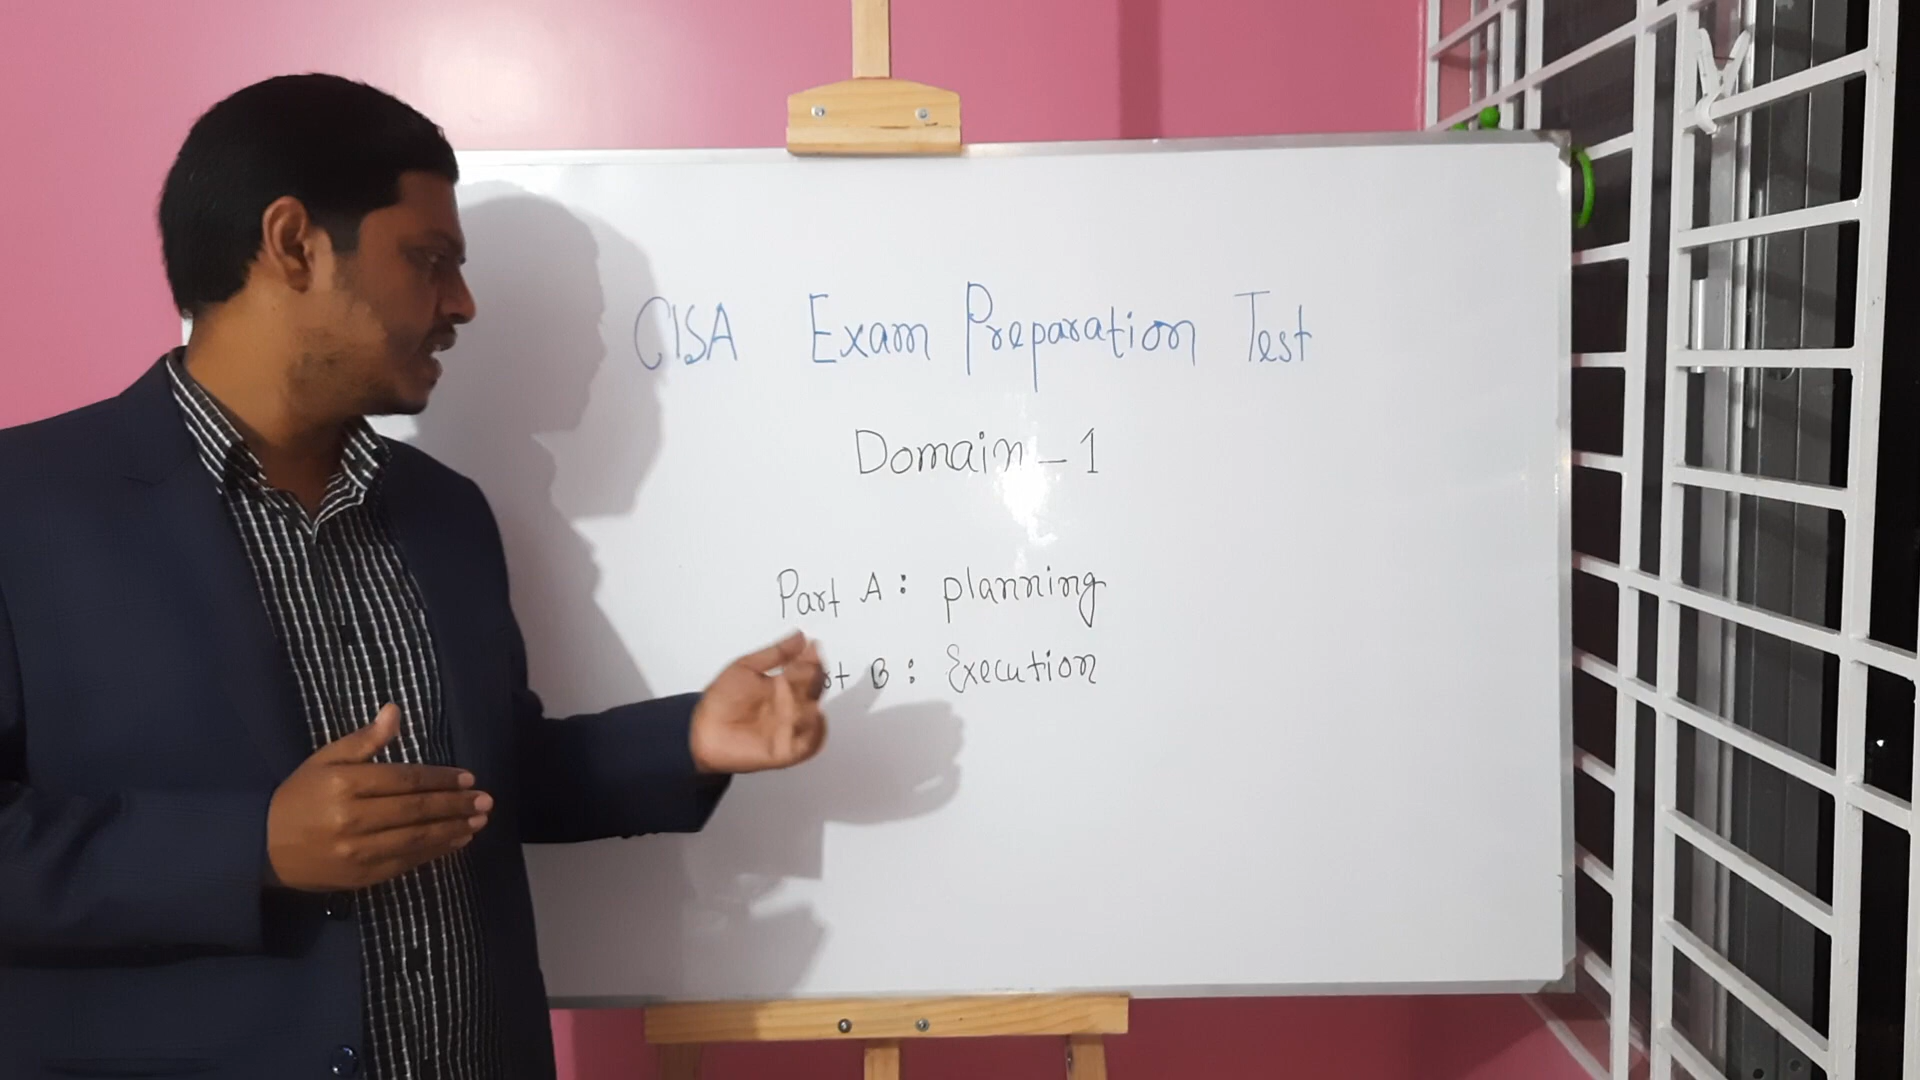 CISA Exam Preparation Test
Domain - 1
Part A : planning
B : Execution